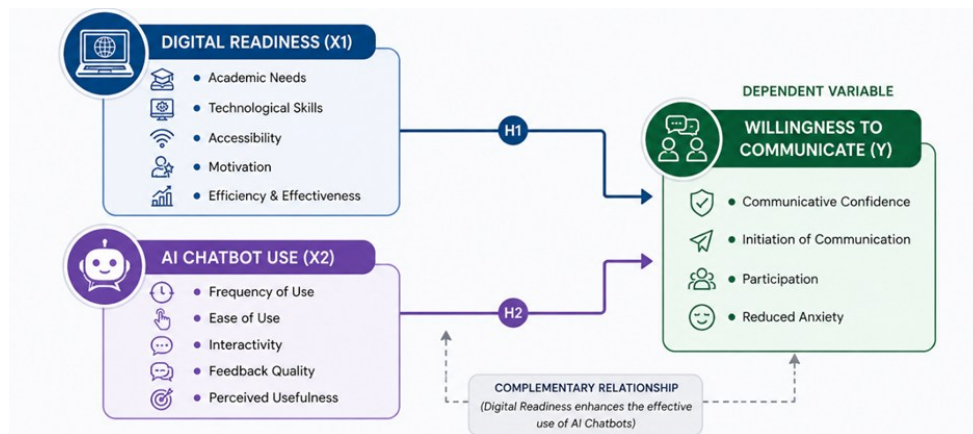 DIGITAL READINESS (X1)
Academic Needs
Technological Skills
Accessibility
Motivation
Efficiency & Effectiveness
H1
DEPENDENT VARIABLE
WILLINGNESS TO
COMMUNICATE (Y)
Communicative Confidence
Initiation of Communication
Participation
Reduced Anxiety
AI CHATBOT USE (X2)
Frequency of Use
Ease of Use
Interactivity
Feedback Quality
Perceived Usefulness
H2
COMPLEMENTARY RELATIONSHIP
(Digital Readiness enhances the effective
use of AI Chatbots)